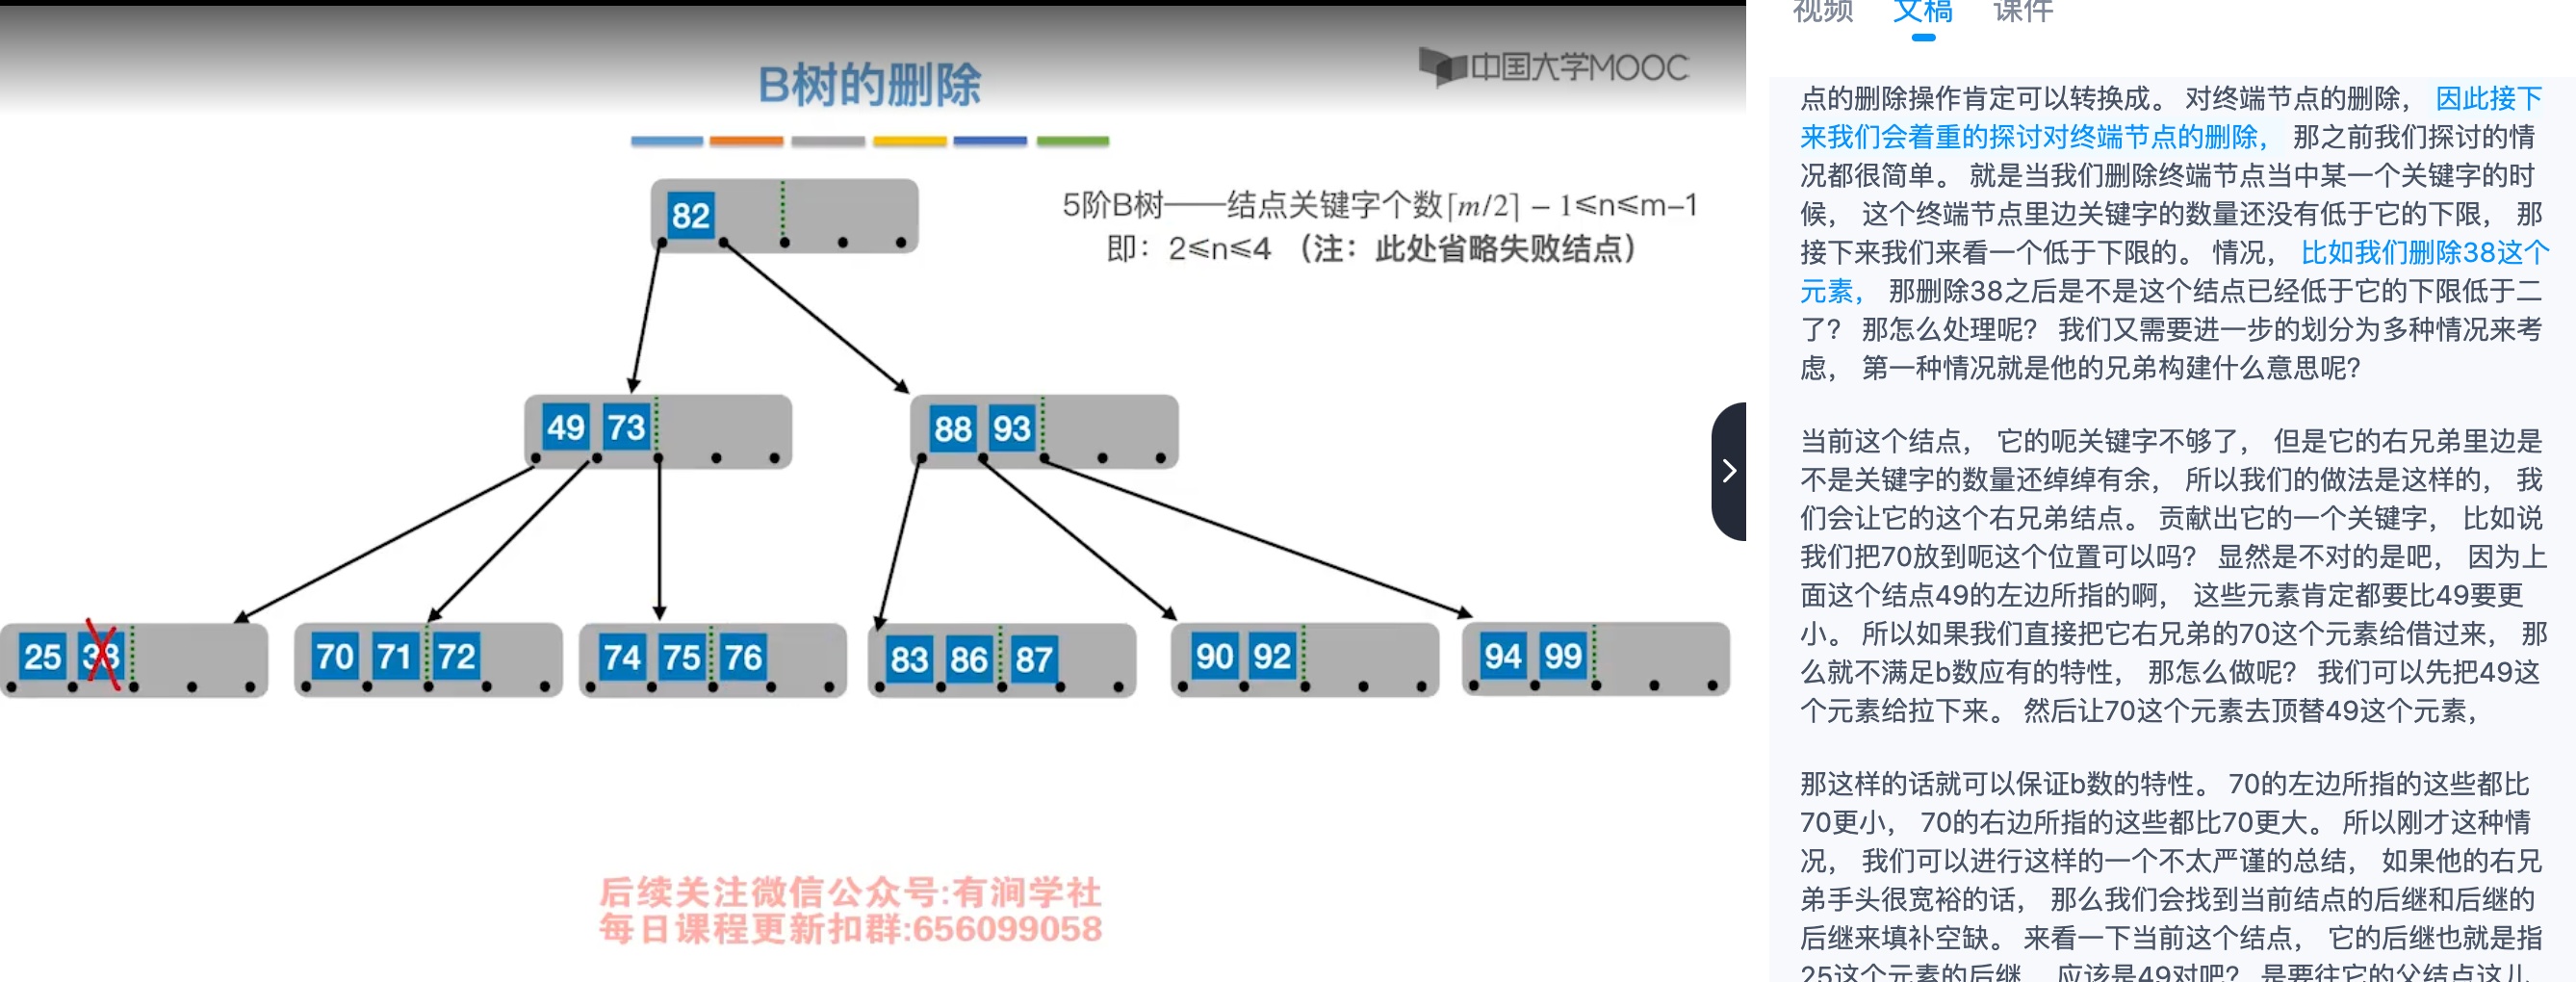 中国大学MOOC
B树的删除
5阶B树——结点关键字个数⌈m/2⌉ – 1≤n≤m–1
即：2≤n≤4 （注：此处省略失败结点）
82
49 73
88 93
25 38
70 71 72
74 75 76
83 86 87
90 92
94 99
后续关注微信公众号:有涧学社
每日课程更新扣群:656099058
视频 文稿 课件
点的删除操作肯定可以转换成。 对终端节点的删除， 因此接下
来我们会着重的探讨对终端节点的删除， 那之前我们探讨的情
况都很简单。 就是当我们删除终端节点当中某一个关键字的时
候， 这个终端节点里边关键字的数量还没有低于它的下限， 那
接下来我们来看一个低于下限的。 情况， 比如我们删除38这个
元素， 那删除38之后是不是这个结点已经低于它的下限低于二
了？ 那怎么处理呢？ 我们又需要进一步的划分为多种情况来考
虑， 第一种情况就是他的兄弟构建什么意思呢？
当前这个结点， 它的呃关键字不够了， 但是它的右兄弟里边是
不是关键字的数量还绰绰有余， 所以我们的做法是这样的， 我
们会让它的这个右兄弟结点。 贡献出它的一个关键字， 比如说
我们把70放到呃这个位置可以吗？ 显然是不对的是吧， 因为上
面这个结点49的左边所指的啊， 这些元素肯定都要比49要更
小。 所以如果我们直接把它右兄弟的70这个元素给借过来， 那
么就不满足b数应有的特性， 那怎么做呢？ 我们可以先把49这
个元素给拉下来。 然后让70这个元素去顶替49这个元素，
那这样的话就可以保证b数的特性。 70的左边所指的这些都比
70更小， 70的右边所指的这些都比70更大。 所以刚才这种情
况， 我们可以进行这样的一个不太严谨的总结， 如果他的右兄
弟手头很宽裕的话， 那么我们会找到当前结点的后继和后继的
后继来填补空缺。 来看一下当前这个结点， 它的后继也就是指
25这个元素的后继， 应该是49对吧？ 是要往它的父结点这儿